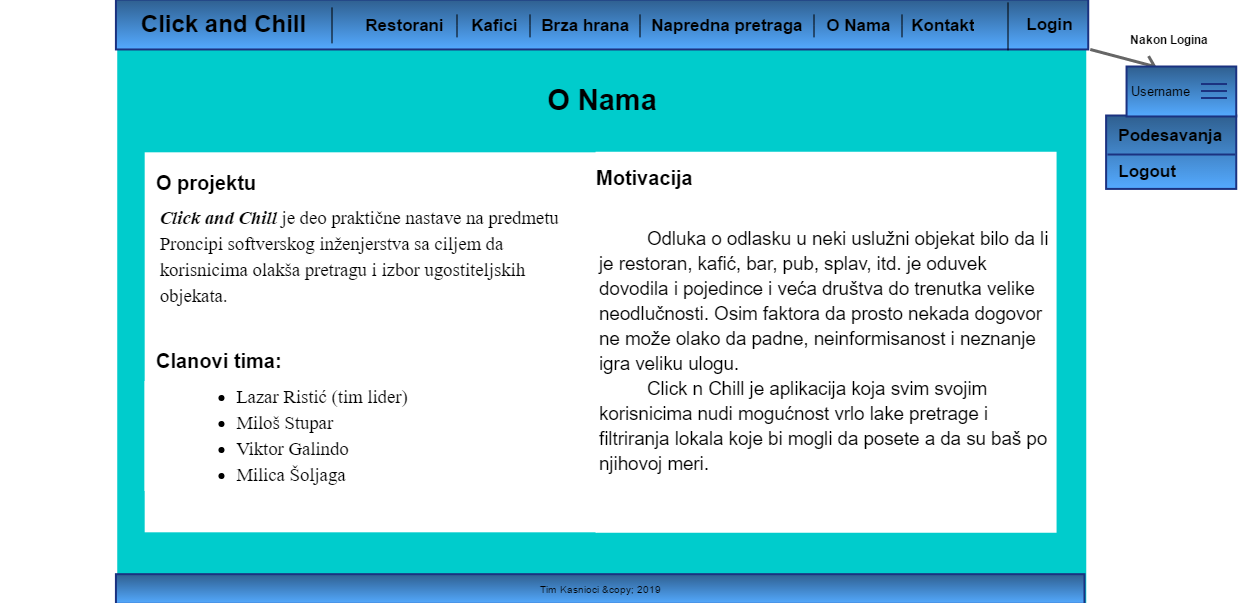 Click and Chill
Restorani
Kafici
Brza hrana
Napredna pretraga
O Nama
Kontakt
Login
Nakon Logina
Username
Podesavanja
Logout
O Nama
O projektu
Click and Chill je deo praktične nastave na predmetu
Proncipi softverskog inženjerstva sa ciljem da
korisnicima olakša pretragu i izbor ugostiteljskih
objekata.
Clanovi tima:
Lazar Ristić (tim lider)
Miloš Stupar
Viktor Galindo
Milica Šoljaga
Motivacija
Odluka o odlasku u neki uslužni objekat bilo da li
je restoran, kafić, bar, pub, splav, itd. je oduvek
dovodila i pojedince i veća društva do trenutka velike
neodlučnosti. Osim faktora da prosto nekada dogovor
ne može olako da padne, neinformisanost i neznanje
igra veliku ulogu.
Click n Chill je aplikacija koja svim svojim
korisnicima nudi mogućnost vrlo lake pretrage i
filtriranja lokala koje bi mogli da posete a da su baš po
njihovoj meri.
Tim Kasnioci &copy; 2019